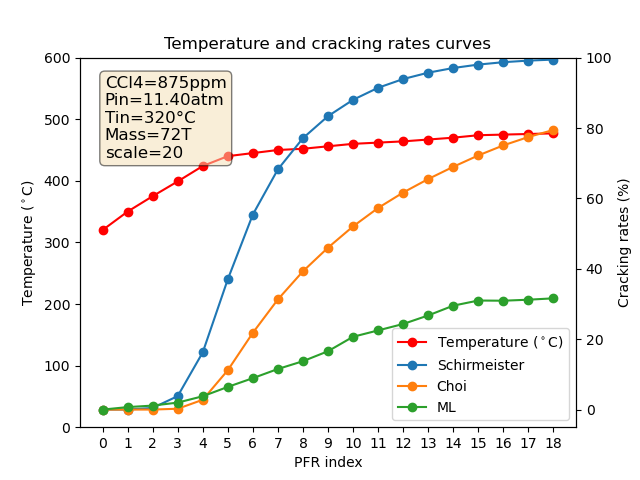 Temperature and cracking rates curves
CCl4=875ppm
Pin=11.40atm
Tin=320°C
Mass=72T
scale=20
Temperature (°C)
600
500
400
300
200
100
0
Cracking rates (%)
100
80
60
40
20
0
Temperature (°C)
Schirmeister
Choi
ML
0 1 2 3 4 5 6 7 8 9 10 11 12 13 14 15 16 17 18
PFR index